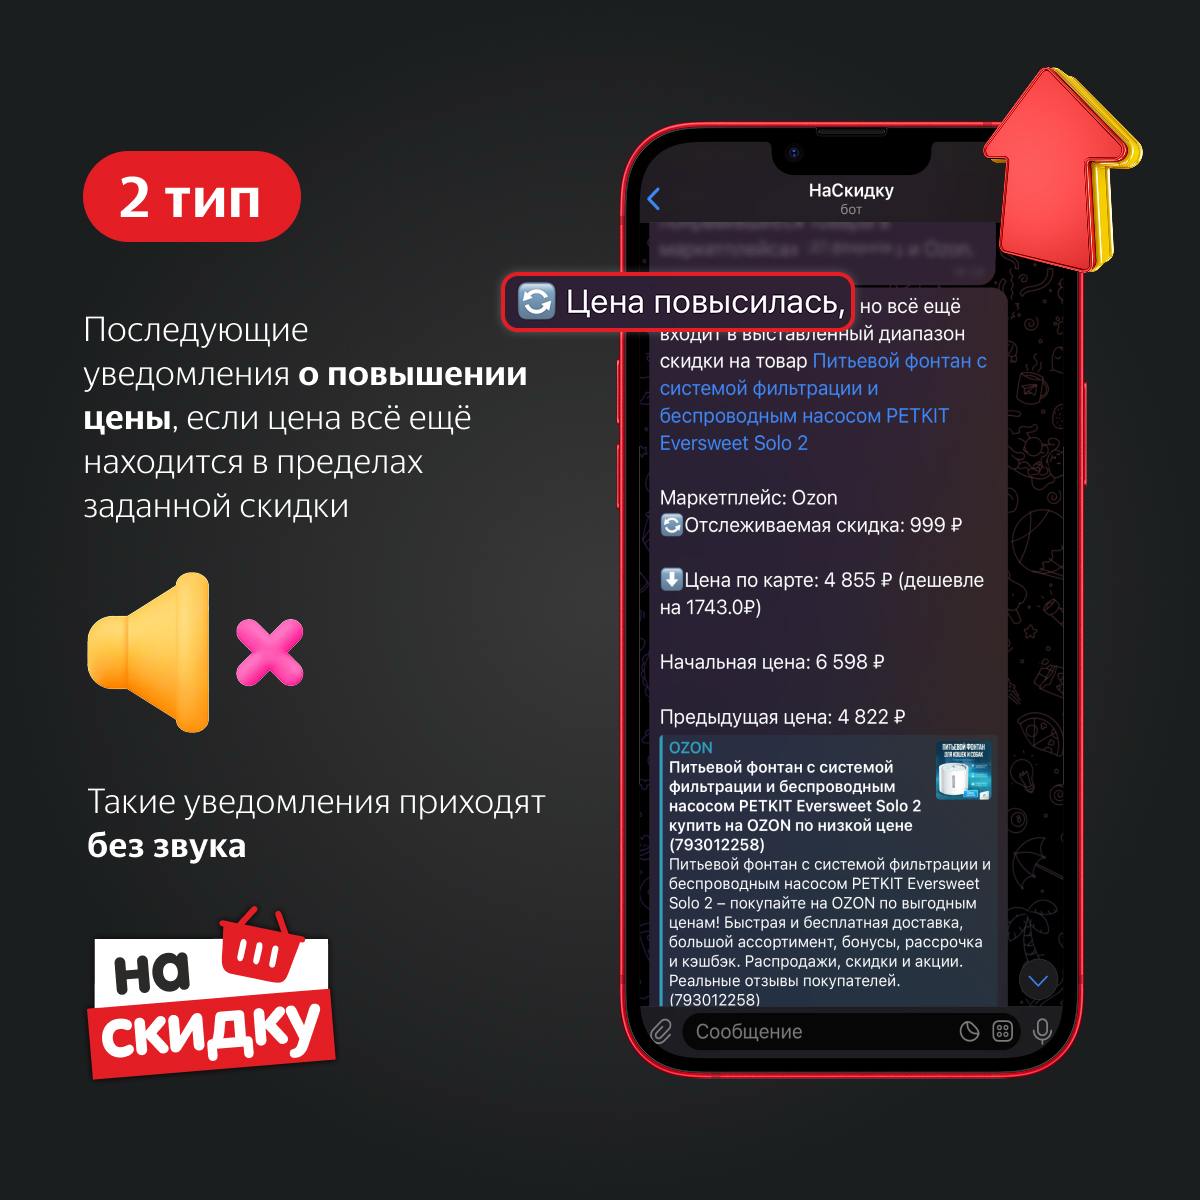 2 тип
Последующие
уведомления о повышении
цены, если цена всё ещё
находится в пределах
заданной скидки
Такие уведомления приходят
без звука
на
скидку
НаСкидку
бот
маркетплейсах и Ozon.
Цена повысилась, но всё ещё
входит в выставленный диапазон
скидки на товар Питьевой фонтан с
системой фильтрации и
беспроводным насосом PETKIT
Eversweet Solo 2
Маркетплейс: Ozon
Отслеживаемая скидка: 999 ₽
Цена по карте: 4 855 ₽ (дешевле
на 1743.0₽)
Начальная цена: 6 598 ₽
Предыдущая цена: 4 822 ₽
OZON
Питьевой фонтан с системой
фильтрации и беспроводным
насосом PETKIT Eversweet Solo 2
купить на OZON по низкой цене
(793012258)
ПИТЬЕВОЙ ФОНТАН
ДЛЯ КОШЕК И СОБАК
Питьевой фонтан с системой фильтрации и
беспроводным насосом PETKIT Eversweet
Solo 2 – покупайте на OZON по выгодным
ценам! Быстрая и бесплатная доставка,
большой ассортимент, бонусы, рассрочка
и кэшбэк. Распродажи, скидки и акции.
Реальные отзывы покупателей.
(793012258)
Сообщение